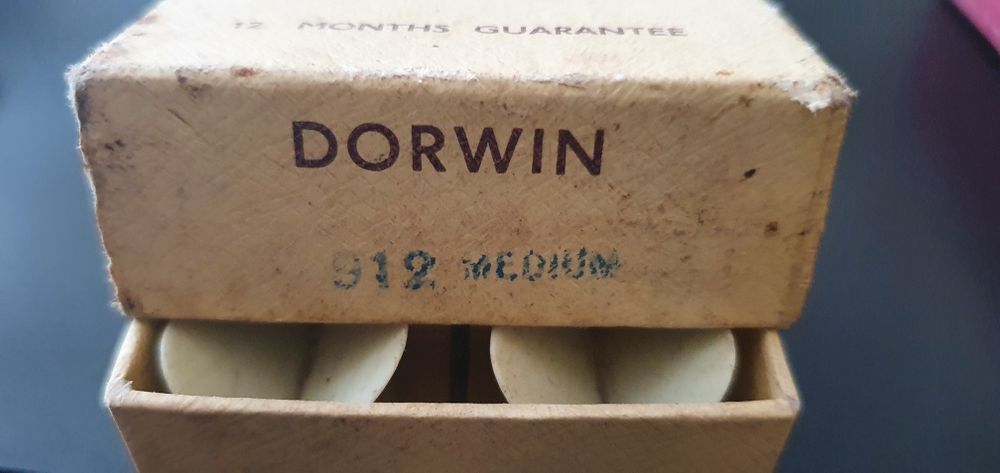 12 MONTHS GUARANTEE
DORWIN
912 MEDIUM